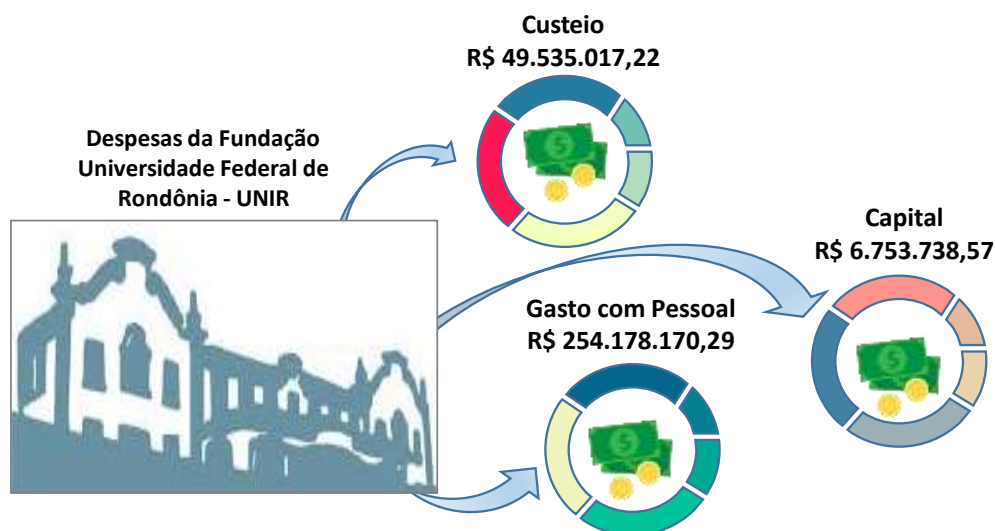 Custeio
R$ 49.535.017,22
Despesas da Fundação
Universidade Federal de
Rondônia - UNIR
Capital
R$ 6.753.738,57
Gasto com Pessoal
R$ 254.178.170,29